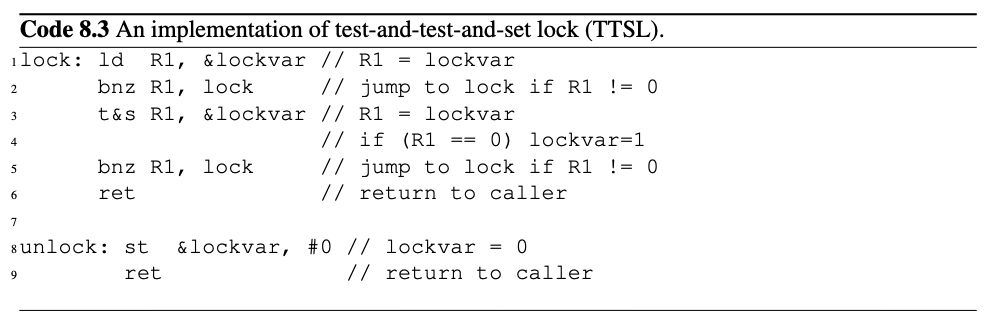 Code 8.3 An implementation of test-and-test-and-set lock (TTSL).
1 lock: ld  R1, &lockvar // R1 = lockvar
2       bnz R1, lock     // jump to lock if R1 != 0
3       t&s R1, &lockvar // R1 = lockvar
4                        // if (R1 == 0) lockvar=1
5       bnz R1, lock     // jump to lock if R1 != 0
6       ret              // return to caller
7
8 unlock: st  &lockvar, #0 // lockvar = 0
9         ret              // return to caller